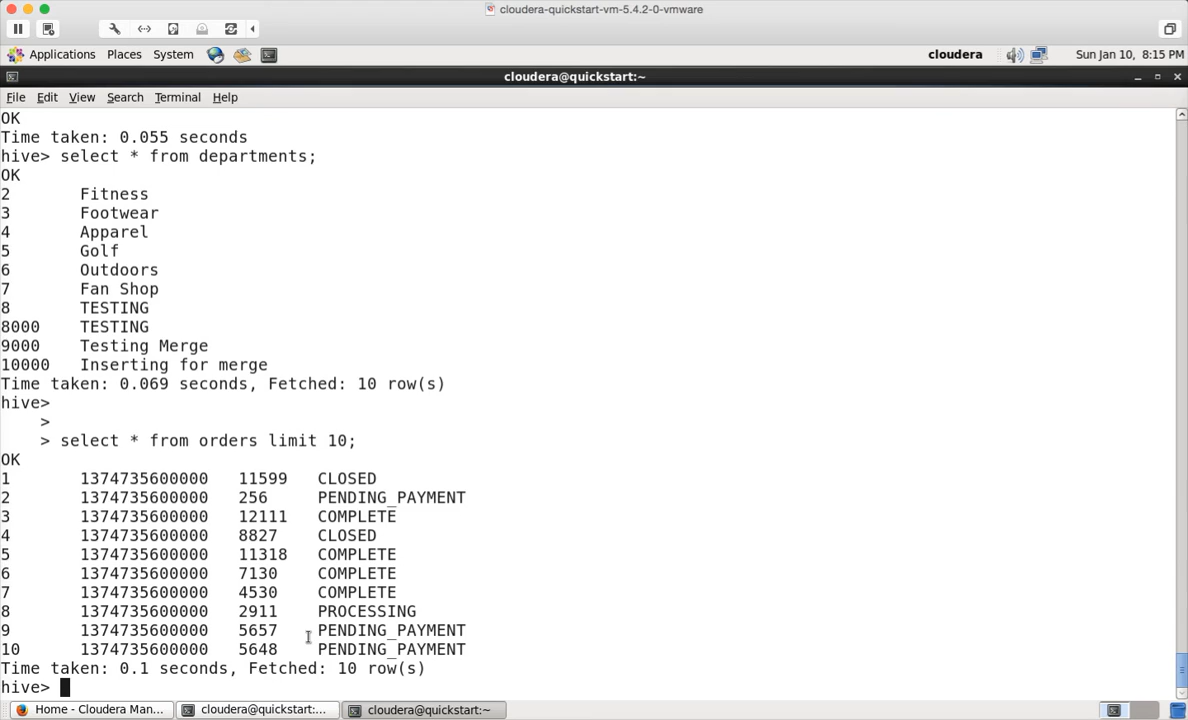 cloudera-quickstart-vm-5.4.2-0-vmware
Applications Places System cloudera Sun Jan 10, 8:15 PM
cloudera@quickstart:~
File Edit View Search Terminal Help
OK
Time taken: 0.055 seconds
hive> select * from departments;
OK
2 Fitness
3 Footwear
4 Apparel
5 Golf
6 Outdoors
7 Fan Shop
8 TESTING
8000 TESTING
9000 Testing Merge
10000 Inserting for merge
Time taken: 0.069 seconds, Fetched: 10 row(s)
hive>
>
> select * from orders limit 10;
OK
1 1374735600000 11599 CLOSED
2 1374735600000 256 PENDING_PAYMENT
3 1374735600000 12111 COMPLETE
4 1374735600000 8827 CLOSED
5 1374735600000 11318 COMPLETE
6 1374735600000 7130 COMPLETE
7 1374735600000 4530 COMPLETE
8 1374735600000 2911 PROCESSING
9 1374735600000 5657 PENDING_PAYMENT
10 1374735600000 5648 PENDING_PAYMENT
Time taken: 0.1 seconds, Fetched: 10 row(s)
hive>
Home - Cloudera Man... cloudera@quickstart:... cloudera@quickstart:~